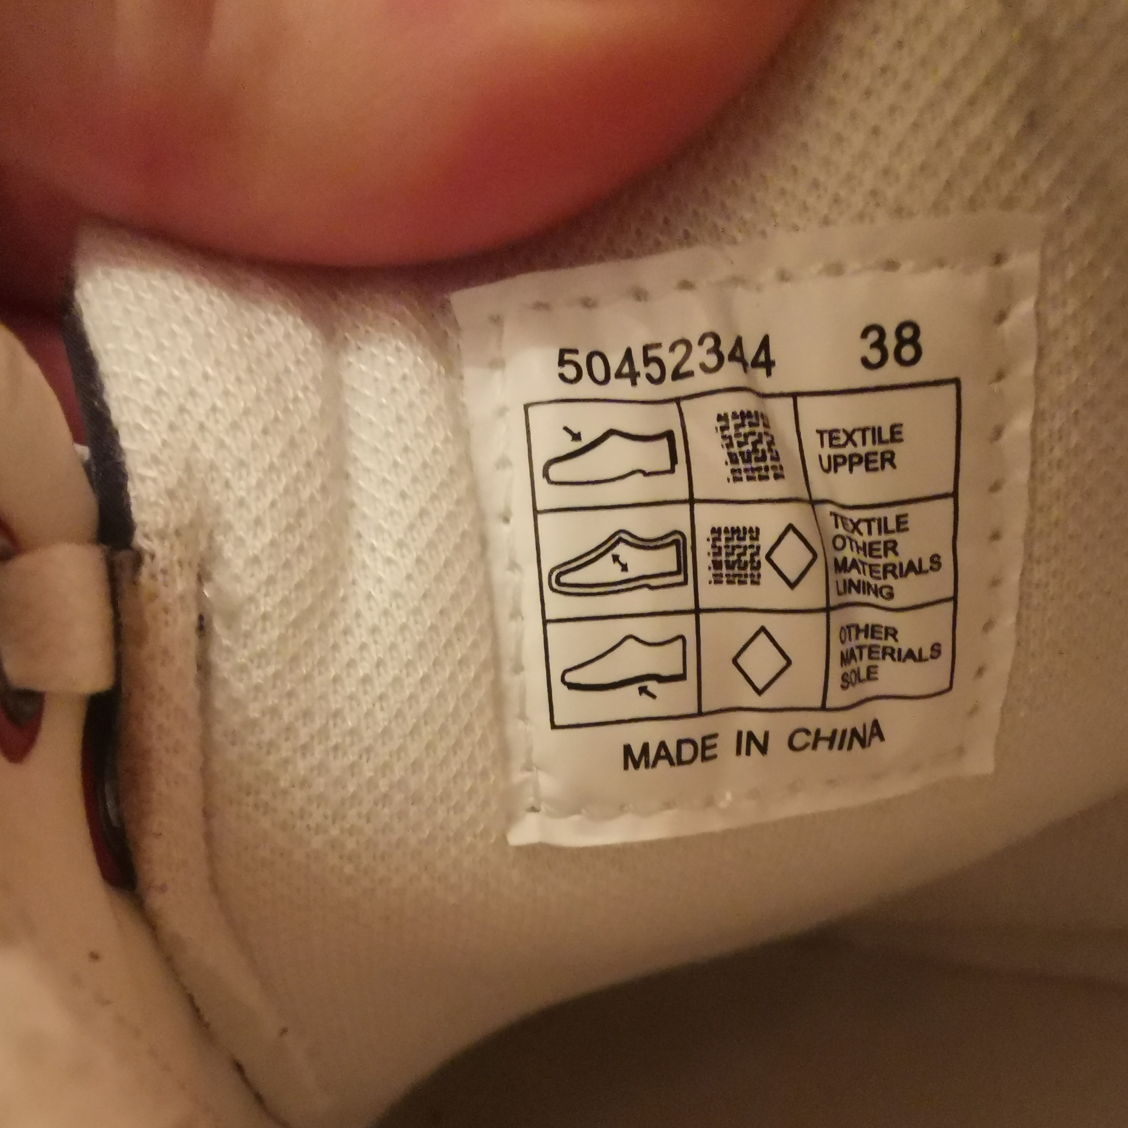 50452344 38
TEXTILE
UPPER
TEXTILE
OTHER
MATERIALS
LINING
OTHER
MATERIALS
SOLE
MADE IN CHINA